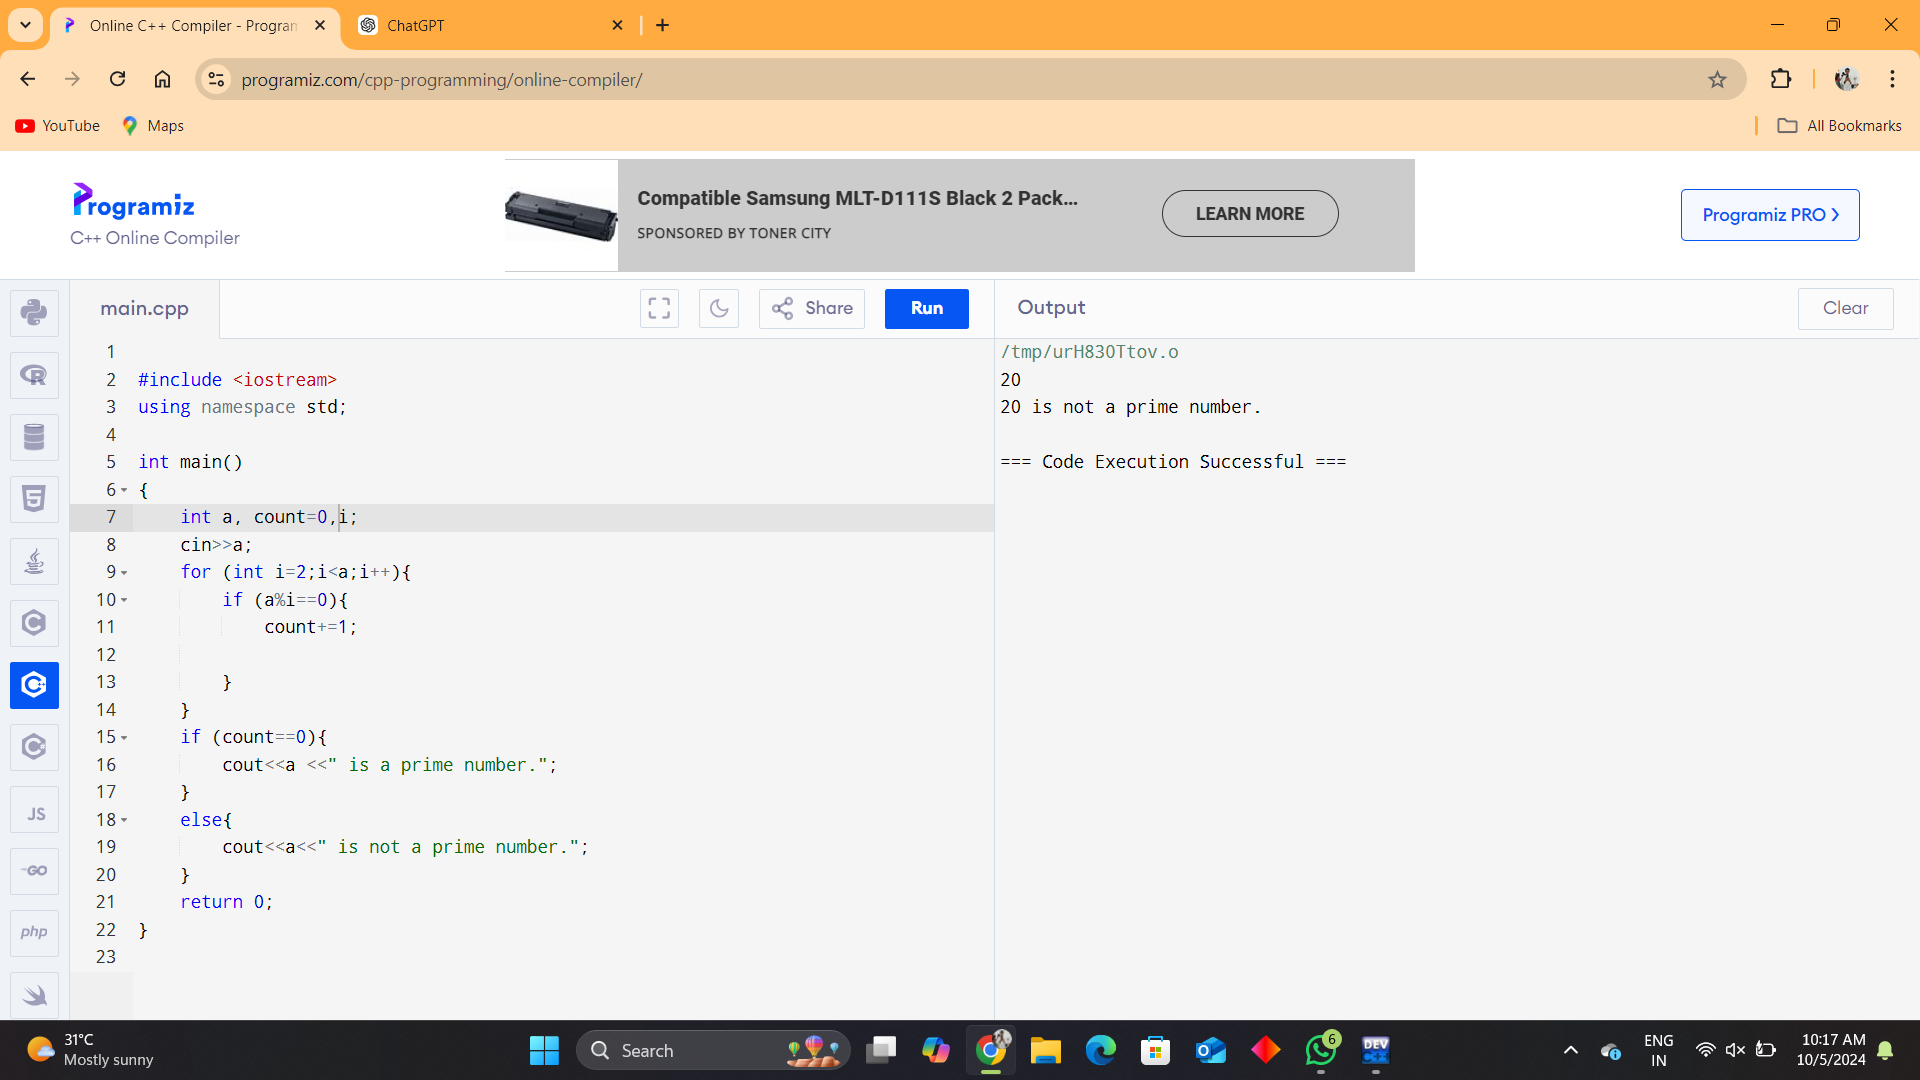 Online C++ Compiler - Program
ChatGPT
programiz.com/cpp-programming/online-compiler/
YouTube
Maps
All Bookmarks
Programiz
C++ Online Compiler
Compatible Samsung MLT-D111S Black 2 Pack...
SPONSORED BY TONER CITY
LEARN MORE
Programiz PRO
main.cpp
Share
Run
Output
Clear
1
2 #include <iostream>
3 using namespace std;
4
5 int main()
6 {
7 int a, count=0,i;
8 cin>>a;
9 for (int i=2;i<a;i++){
10 if (a%i==0){
11 count+=1;
12
13 }
14 }
15 if (count==0){
16 cout<<a <<" is a prime number.";
17 }
18 else{
19 cout<<a<<" is not a prime number.";
20 }
21 return 0;
22 }
23
/tmp/urH83OTtov.o
20
20 is not a prime number.
=== Code Execution Successful ===
R
5
C
C+
C#
JS
GO
php
31°C
Mostly sunny
Search
6
DEV
C++
ENG
IN
10:17 AM
10/5/2024